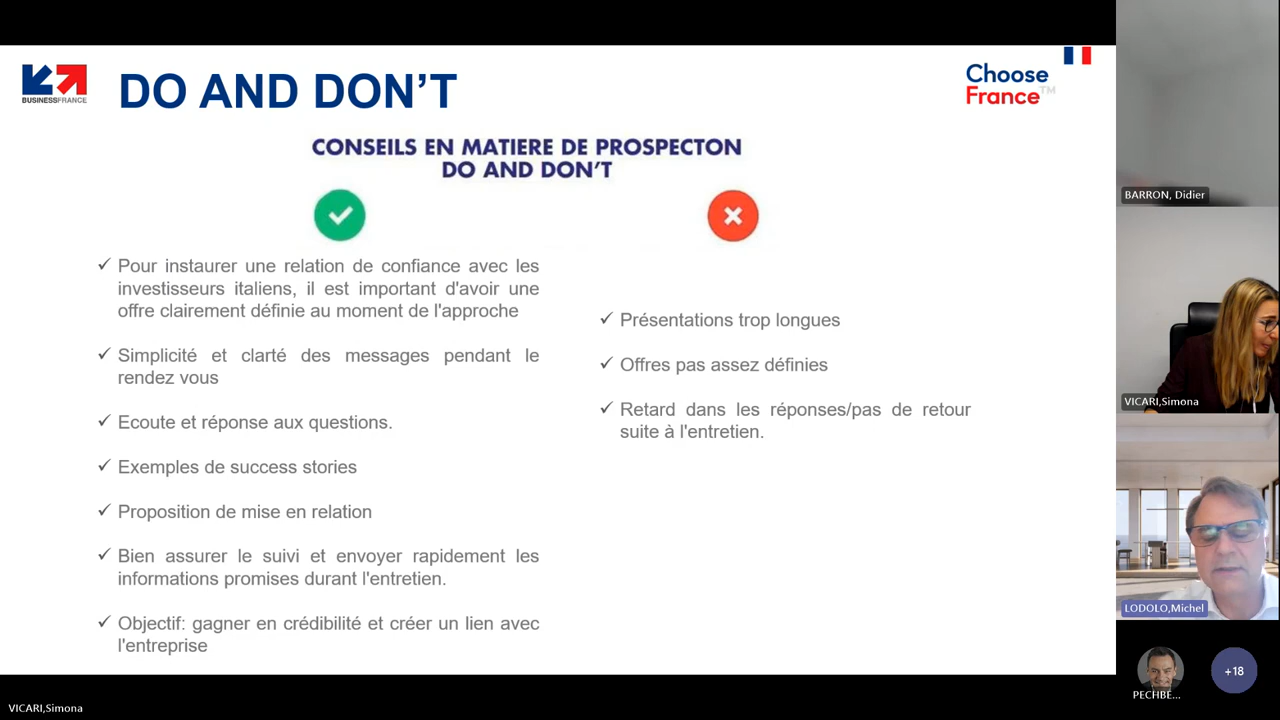 BUSINESSFRANCE
DO AND DON'T
Choose
France™
CONSEILS EN MATIERE DE PROSPECTON
DO AND DON'T
Pour instaurer une relation de confiance avec les
investisseurs italiens, il est important d'avoir une
offre clairement définie au moment de l'approche
Simplicité et clarté des messages pendant le
rendez vous
Ecoute et réponse aux questions.
Exemples de success stories
Proposition de mise en relation
Bien assurer le suivi et envoyer rapidement les
informations promises durant l'entretien.
Objectif: gagner en crédibilité et créer un lien avec
l'entreprise
Présentations trop longues
Offres pas assez définies
Retard dans les réponses/pas de retour
suite à l'entretien.
BARRON, Didier
VICARI,Simona
LODOLO,Michel
PECHBE...
+18
VICARI,Simona